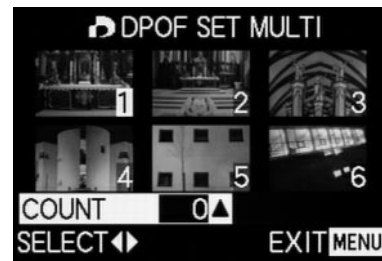 DPOF SET MULTI
1 2 3
4 5 6
COUNT 0▲
SELECT◀▶ EXIT MENU